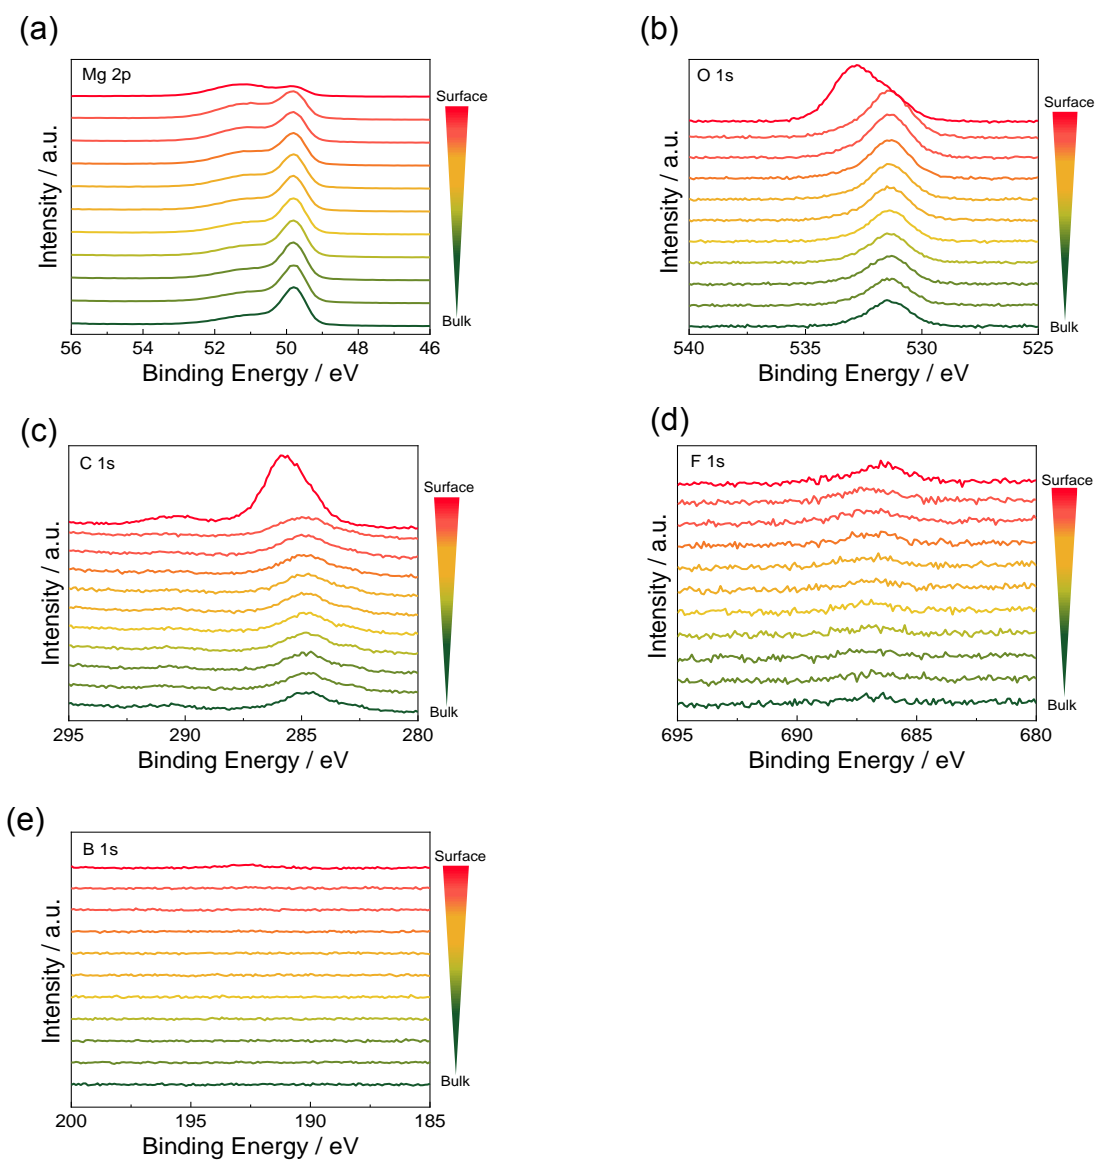 (a)
Mg 2p
Surface
Bulk
Intensity / a.u.
56 54 52 50 48 46
Binding Energy / eV
(b)
O 1s
Surface
Bulk
Intensity / a.u.
540 535 530 525
Binding Energy / eV
(c)
C 1s
Surface
Bulk
Intensity / a.u.
295 290 285 280
Binding Energy / eV
(d)
F 1s
Surface
Bulk
Intensity / a.u.
695 690 685 680
Binding Energy / eV
(e)
B 1s
Surface
Bulk
Intensity / a.u.
200 195 190 185
Binding Energy / eV